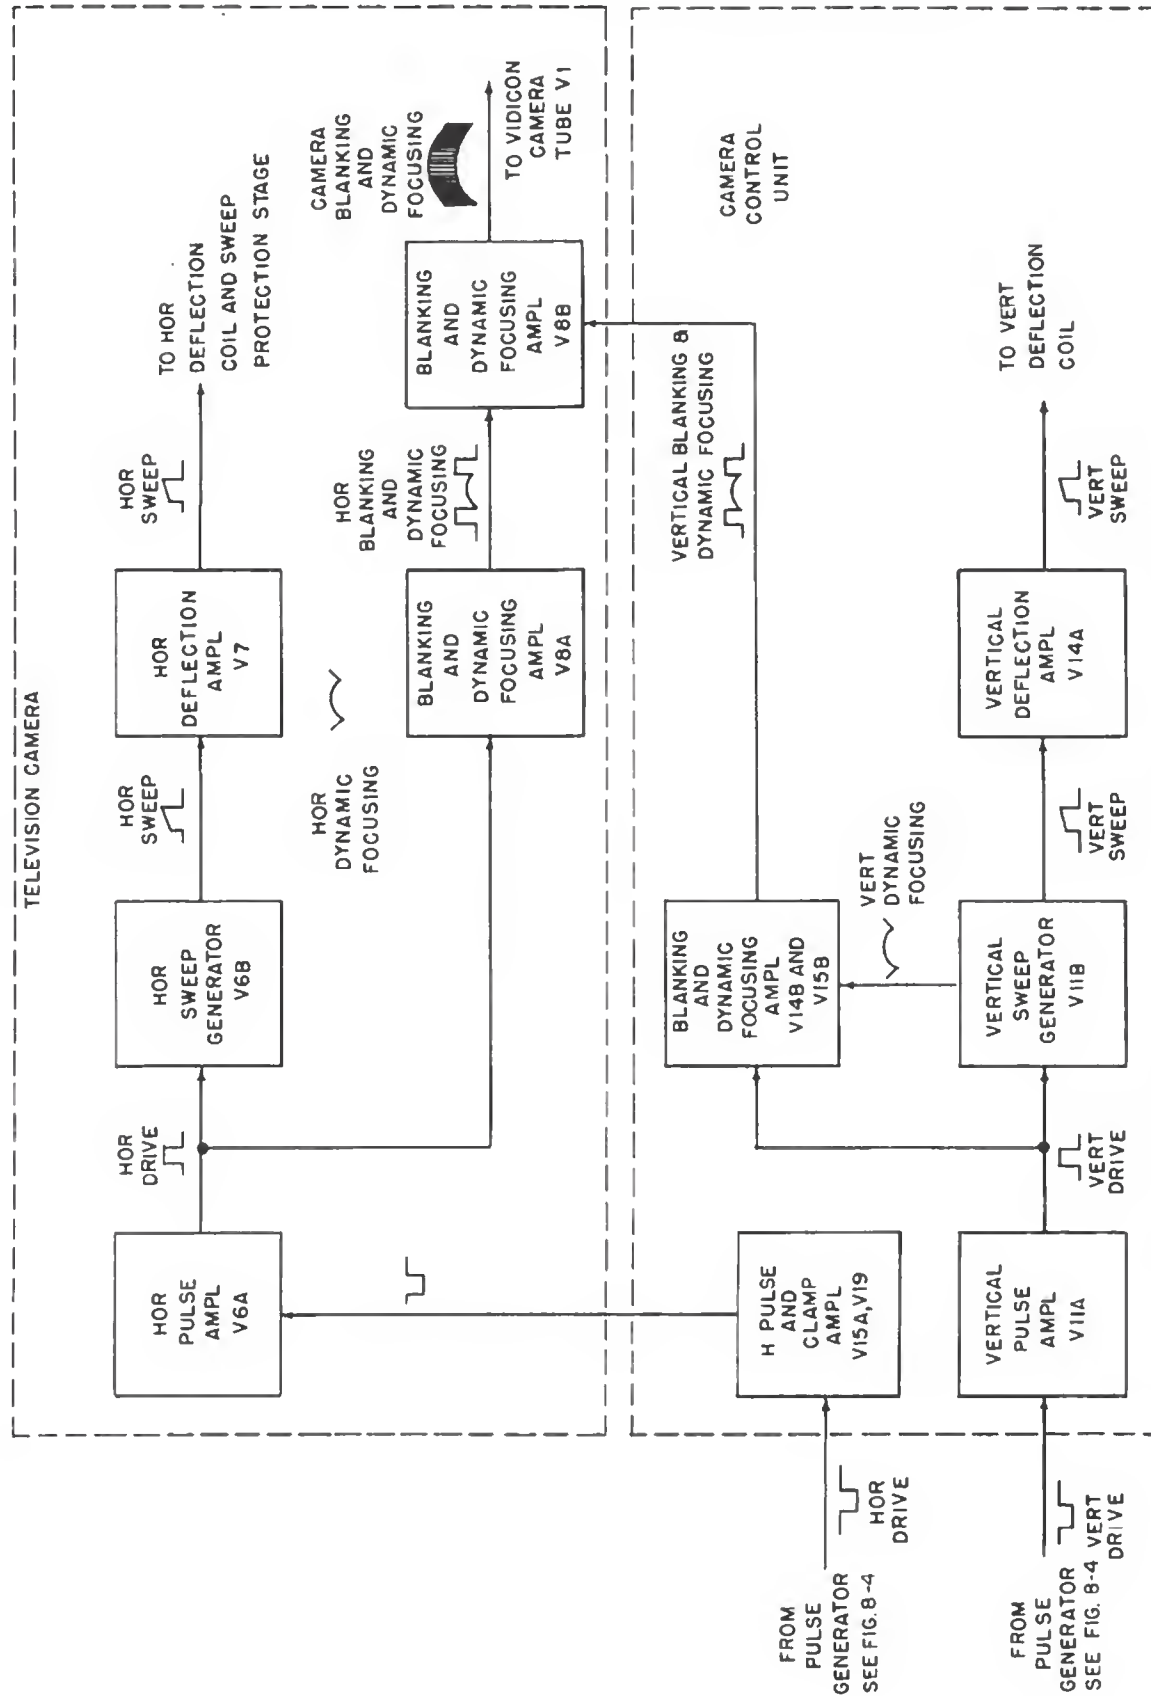 TELEVISION CAMERA
HOR
PULSE
AMPL
V6A
HOR
DRIVE
HOR
SWEEP
GENERATOR
V6B
HOR
SWEEP
HOR
DEFLECTION
AMPL
V7
HOR
SWEEP
TO HOR
DEFLECTION
COIL AND SWEEP
PROTECTION STAGE
HOR
DYNAMIC
FOCUSING
BLANKING
AND
DYNAMIC
FOCUSING
AMPL
V8A
HOR
BLANKING
AND
DYNAMIC
FOCUSING
BLANKING
AND
DYNAMIC
FOCUSING
AMPL
V8B
CAMERA
BLANKING
AND
DYNAMIC
FOCUSING
TO VIDICON
CAMERA
TUBE V1
FROM
PULSE
GENERATOR
SEE FIG. 8-4
HOR
DRIVE
H PULSE
AND
CLAMP
AMPL
V15A, V19
BLANKING
AND
DYNAMIC
FOCUSING
AMPL
V14B AND
V15B
VERTICAL BLANKING &
DYNAMIC FOCUSING
CAMERA
CONTROL
UNIT
VERT
DYNAMIC
FOCUSING
FROM
PULSE
GENERATOR
SEE FIG. 8-4
VERT
DRIVE
VERTICAL
PULSE
AMPL
V11A
VERT
DRIVE
VERTICAL
SWEEP
GENERATOR
V11B
VERT
SWEEP
VERTICAL
DEFLECTION
AMPL
V14A
VERT
SWEEP
TO VERT
DEFLECTION
COIL